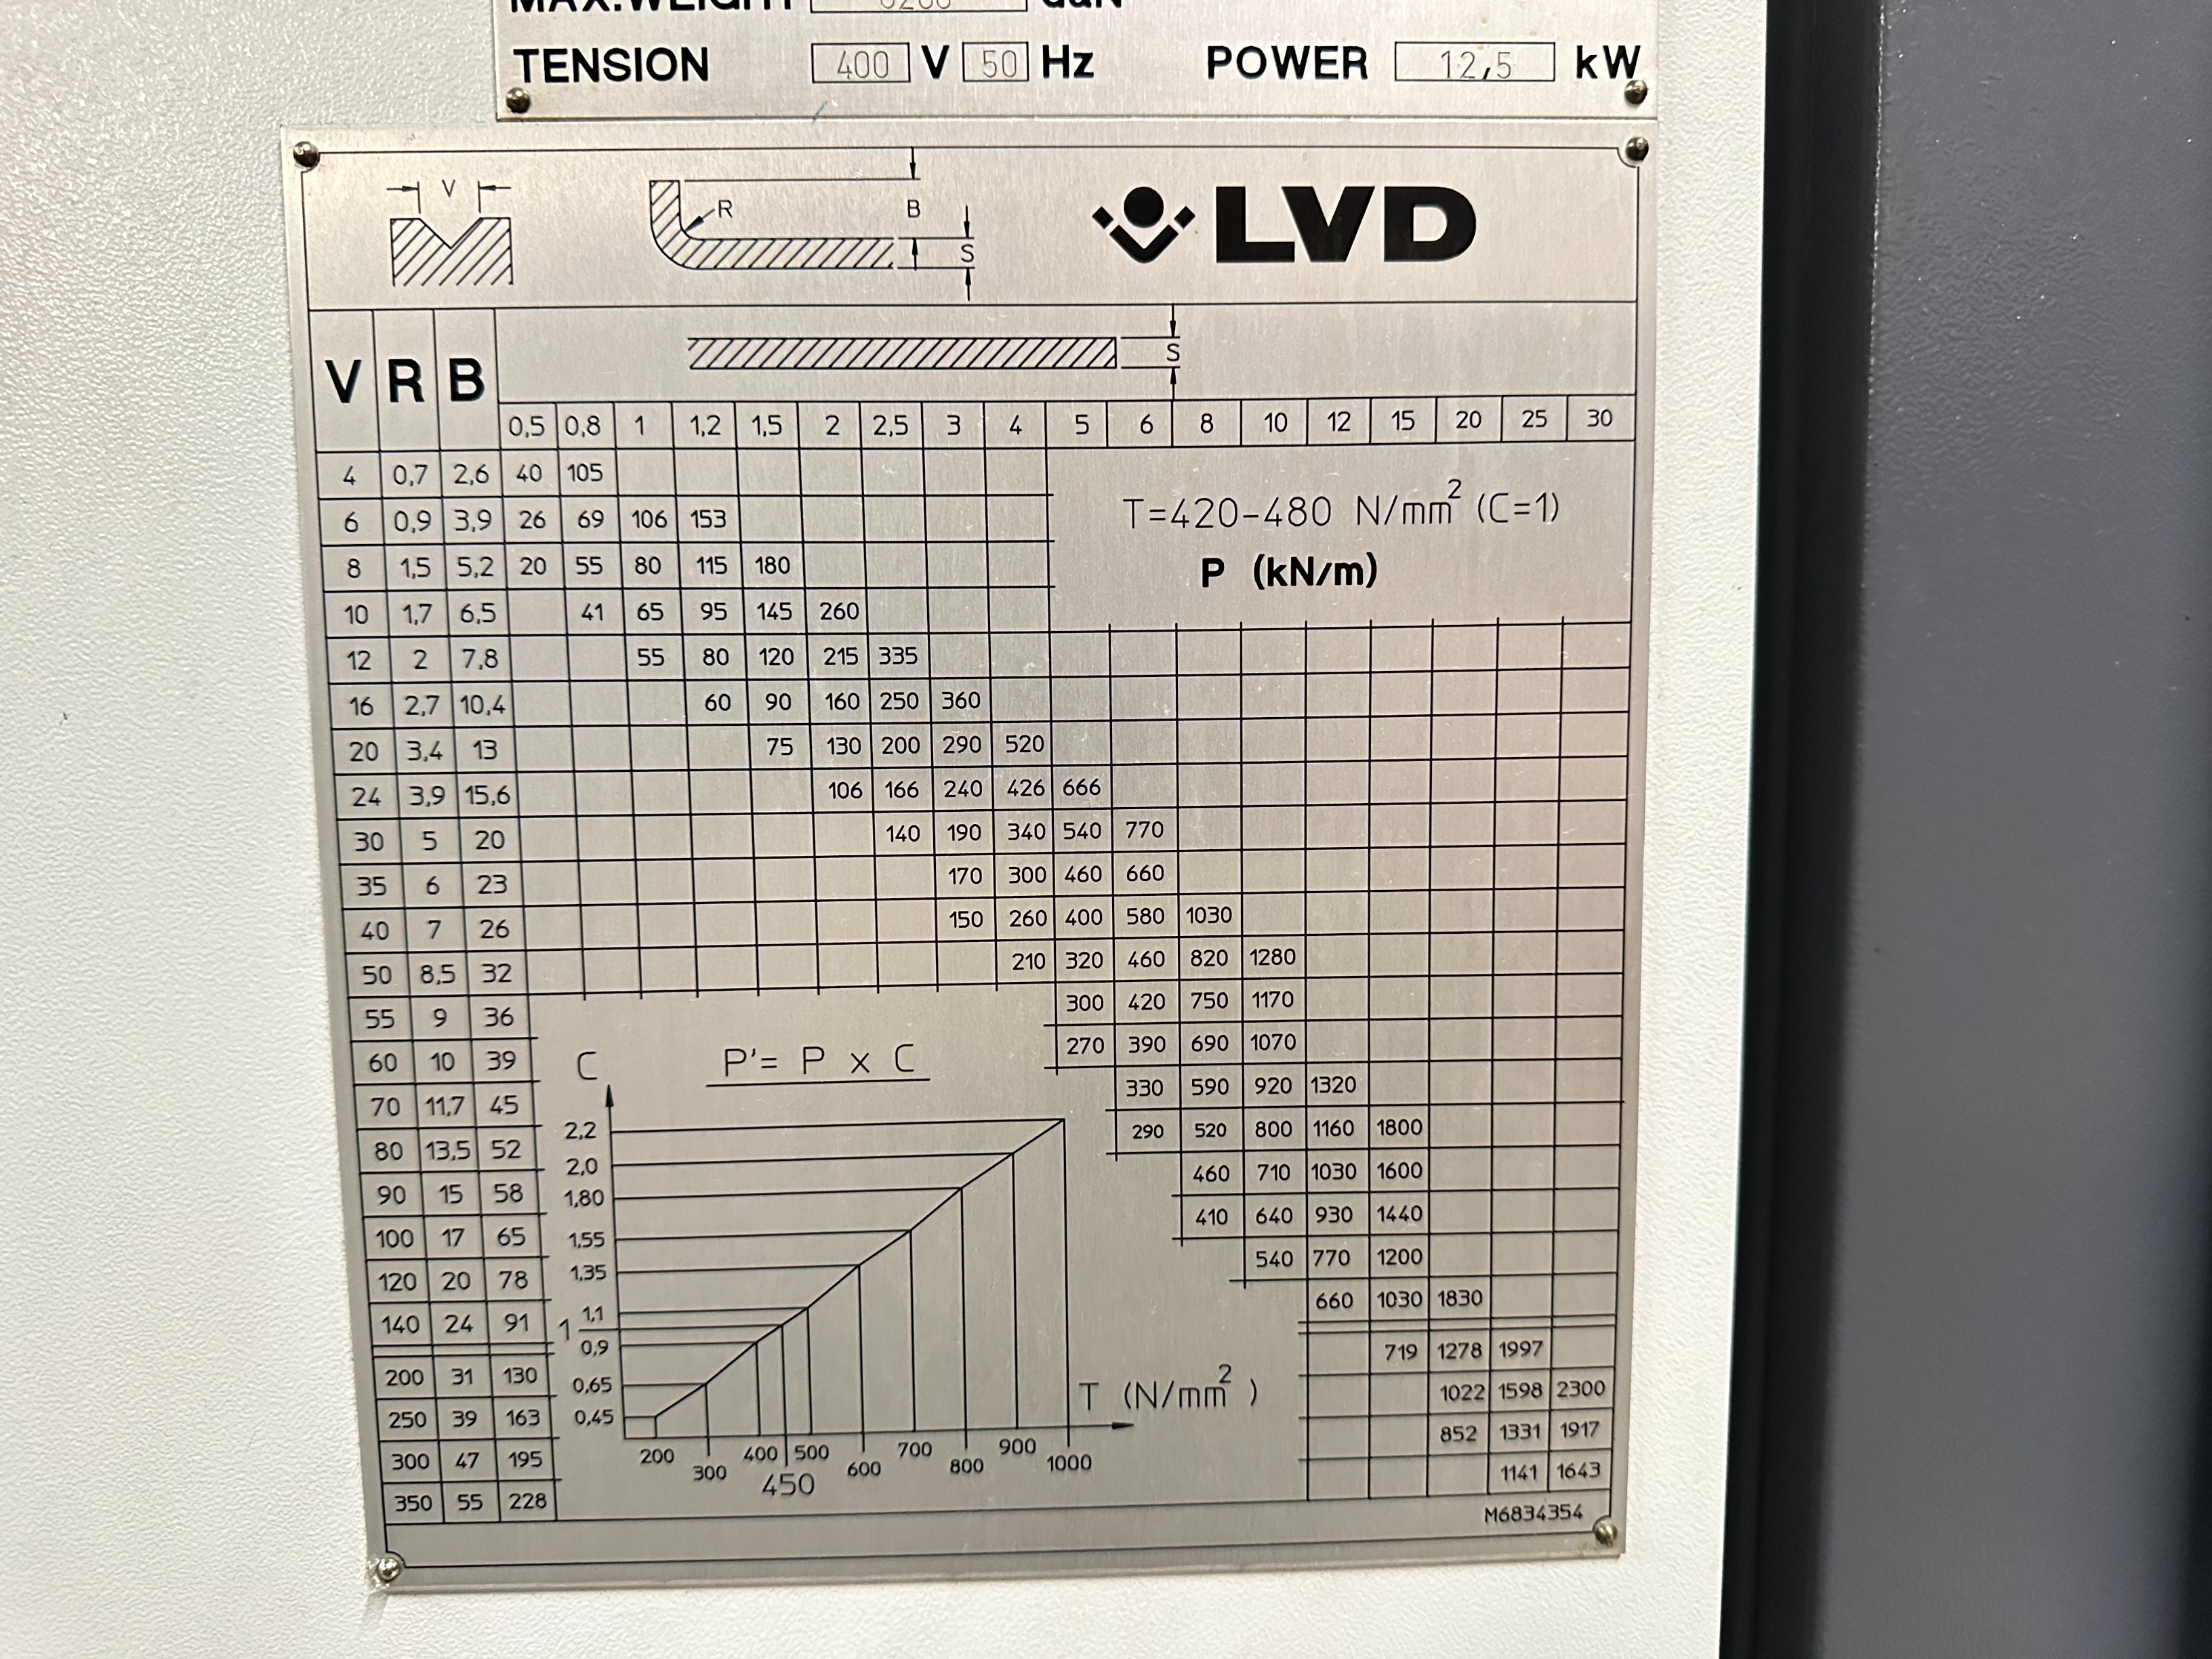 TENSION 400 V 50 Hz POWER 12,5 kW
V R B S LVD
V R B S
0,5 0,8 1 1,2 1,5 2 2,5 3 4 5 6 8 10 12 15 20 25 30
4 0,7 2,6 40 105
T=420-480 N/mm² (C=1)
6 0,9 3,9 26 69 106 153
P (kN/m)
8 1,5 5,2 20 55 80 115 180
10 1,7 6,5 41 65 95 145 260
12 2 7,8 55 80 120 215 335
16 2,7 10,4 60 90 160 250 360
20 3,4 13 75 130 200 290 520
24 3,9 15,6 106 166 240 426 666
30 5 20 140 190 340 540 770
35 6 23 170 300 460 660
40 7 26 150 260 400 580 1030
50 8,5 32 210 320 460 820 1280
55 9 36 300 420 750 1170
60 10 39 270 390 690 1070
70 11,7 45 330 590 920 1320
80 13,5 52 290 520 800 1160 1800
90 15 58 460 710 1030 1600
100 17 65 410 640 930 1440
120 20 78 540 770 1200
140 24 91 660 1030 1830
200 31 130 719 1278 1997
250 39 163 1022 1598 2300
300 47 195 852 1331 1917
350 55 228 1141 1643
C P'= P x C
2,2
2,0
1,80
1,55
1,35
1,1
1
0,9
0,65
0,45
T (N/mm²)
200 300 400 450 500 600 700 800 900 1000
M6834354